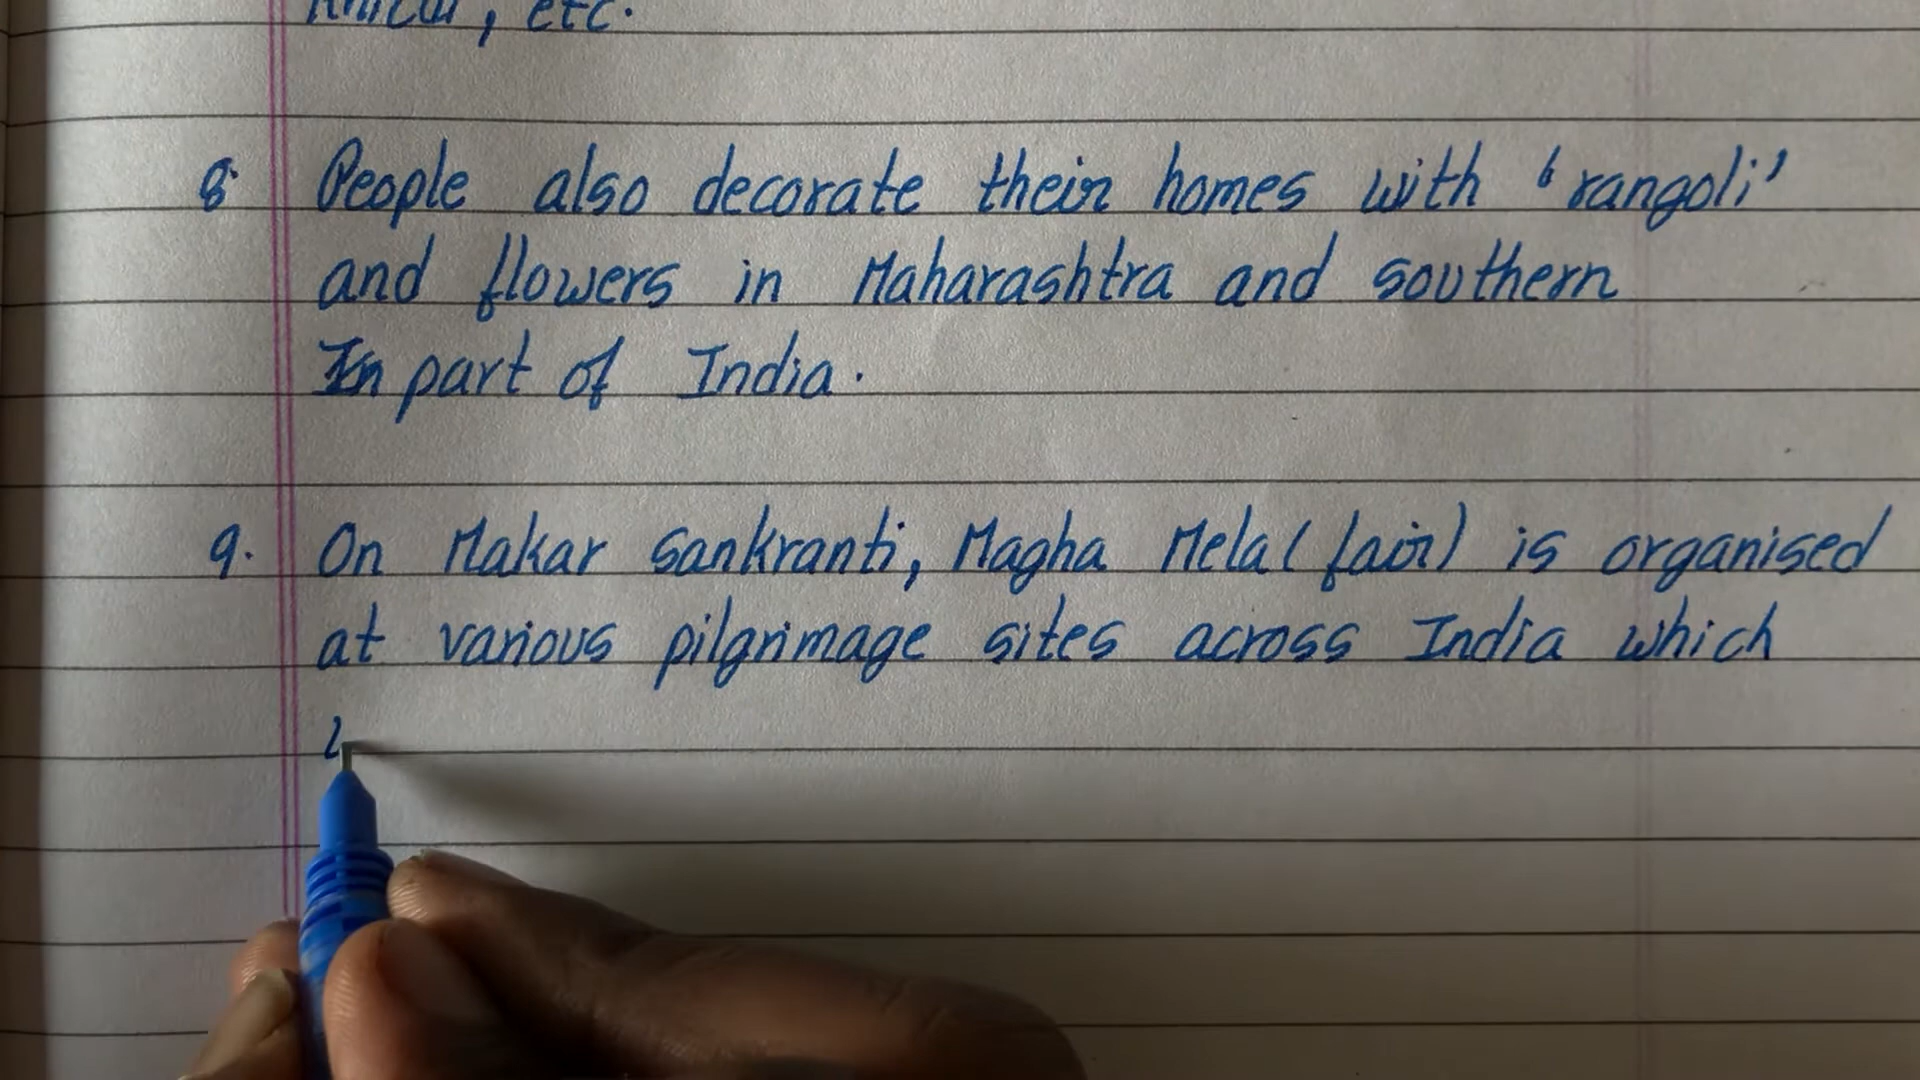 etc.
8. People also decorate their homes with 'rangoli'
and flowers in Maharashtra and southern
In part of India.
9. On Makar Sankranti, Magha Mela (fair) is organised
at various pilgrimage sites across India which